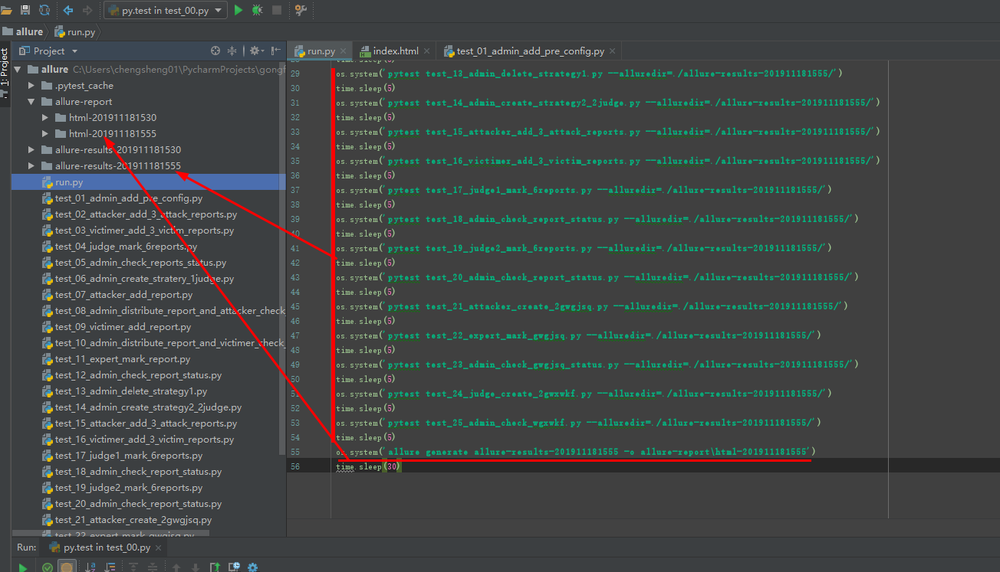 py.test in test_00.py
allure
run.py
1: Project
Project
allure C:\Users\chengsheng01\PycharmProjects\gongf
.pytest_cache
allure-report
html-201911181530
html-201911181555
allure-results-201911181530
allure-results-201911181555
run.py
test_01_admin_add_pre_config.py
test_02_attacker_add_3_attack_reports.py
test_03_victimer_add_3_victim_reports.py
test_04_judge_mark_6reports.py
test_05_admin_check_reports_status.py
test_06_admin_create_stratery_1judge.py
test_07_attacker_add_report.py
test_08_admin_distribute_report_and_attacker_check_
test_09_victimer_add_report.py
test_10_admin_distribute_report_and_victimer_check_
test_11_expert_mark_report.py
test_12_admin_check_report_status.py
test_13_admin_delete_strategy1.py
test_14_admin_create_strategy2_2judge.py
test_15_attacker_add_3_attack_reports.py
test_16_victimer_add_3_victim_reports.py
test_17_judge1_mark_6reports.py
test_18_admin_check_report_status.py
test_19_judge2_mark_6reports.py
test_20_admin_check_report_status.py
test_21_attacker_create_2gwgjsq.py
test_22_expert_mark_gwgjsq.py
run.py
index.html
test_01_admin_add_pre_config.py
28 time.sleep(5)
29 os.system('pytest test_13_admin_delete_strategy1.py --alluredir=./allure-results-201911181555/')
30 time.sleep(5)
31 os.system('pytest test_14_admin_create_strategy2_2judge.py --alluredir=./allure-results-201911181555/')
32 time.sleep(5)
33 os.system('pytest test_15_attacker_add_3_attack_reports.py --alluredir=./allure-results-201911181555/')
34 time.sleep(5)
35 os.system('pytest test_16_victimer_add_3_victim_reports.py --alluredir=./allure-results-201911181555/')
36 time.sleep(5)
37 os.system('pytest test_17_judge1_mark_6reports.py --alluredir=./allure-results-201911181555/')
38 time.sleep(5)
39 os.system('pytest test_18_admin_check_report_status.py --alluredir=./allure-results-201911181555/')
40 time.sleep(5)
41 os.system('pytest test_19_judge2_mark_6reports.py --alluredir=./allure-results-201911181555/')
42 time.sleep(5)
43 os.system('pytest test_20_admin_check_report_status.py --alluredir=./allure-results-201911181555/')
44 time.sleep(5)
45 os.system('pytest test_21_attacker_create_2gwgjsq.py --alluredir=./allure-results-201911181555/')
46 time.sleep(5)
47 os.system('pytest test_22_expert_mark_gwgjsq.py --alluredir=./allure-results-201911181555/')
48 time.sleep(5)
49 os.system('pytest test_23_admin_check_gwgjsq_status.py --alluredir=./allure-results-201911181555/')
50 time.sleep(5)
51 os.system('pytest test_24_judge_create_2gwxwkf.py --alluredir=./allure-results-201911181555/')
52 time.sleep(5)
53 os.system('pytest test_25_admin_check_wgxwkf.py --alluredir=./allure-results-201911181555/')
54 time.sleep(5)
55 os.system('allure generate allure-results-201911181555 -o allure-report\html-201911181555')
56 time.sleep(30)
Run: py.test in test_00.py